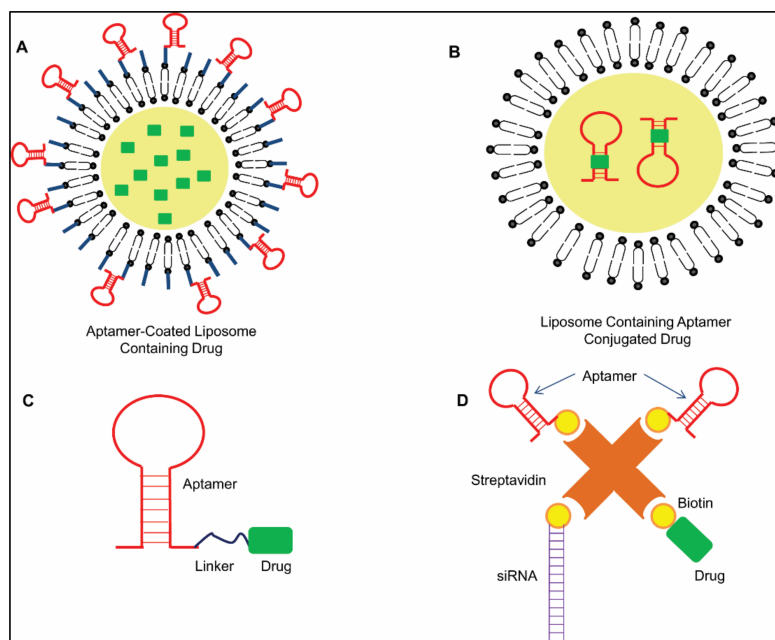 A
Aptamer-Coated Liposome
Containing Drug
B
Liposome Containing Aptamer
Conjugated Drug
C
Aptamer
Linker
Drug
D
Aptamer
Streptavidin
Biotin
siRNA
Drug